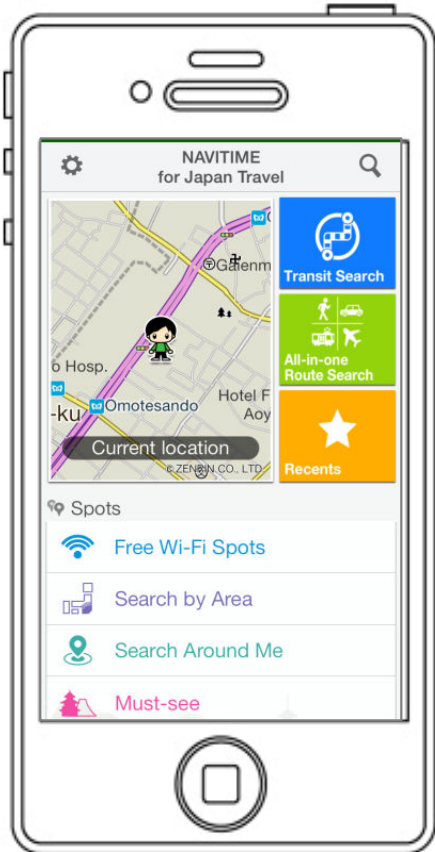 NAVITIME
for Japan Travel
Gaienm
Transit Search
All-in-one
Route Search
o Hosp.
-ku
Omotesando
Hotel F
Aoy
Current location
© ZENRIN CO., LTD.
Recents
Spots
Free Wi-Fi Spots
Search by Area
Search Around Me
Must-see